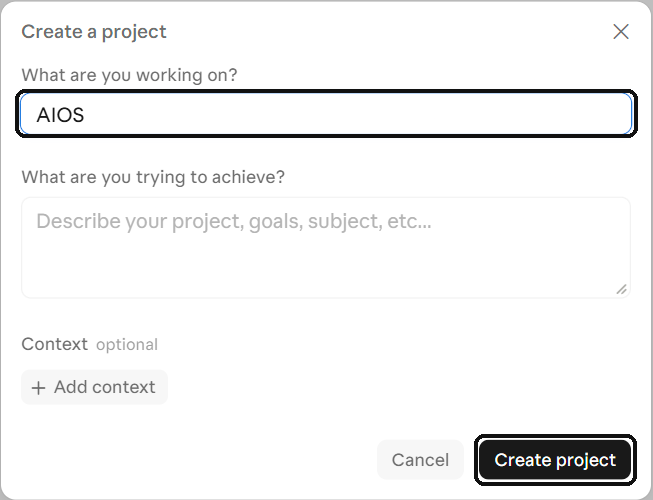 Create a project
What are you working on?
AIOS
What are you trying to achieve?
Describe your project, goals, subject, etc...
Context optional
+ Add context
Cancel
Create project